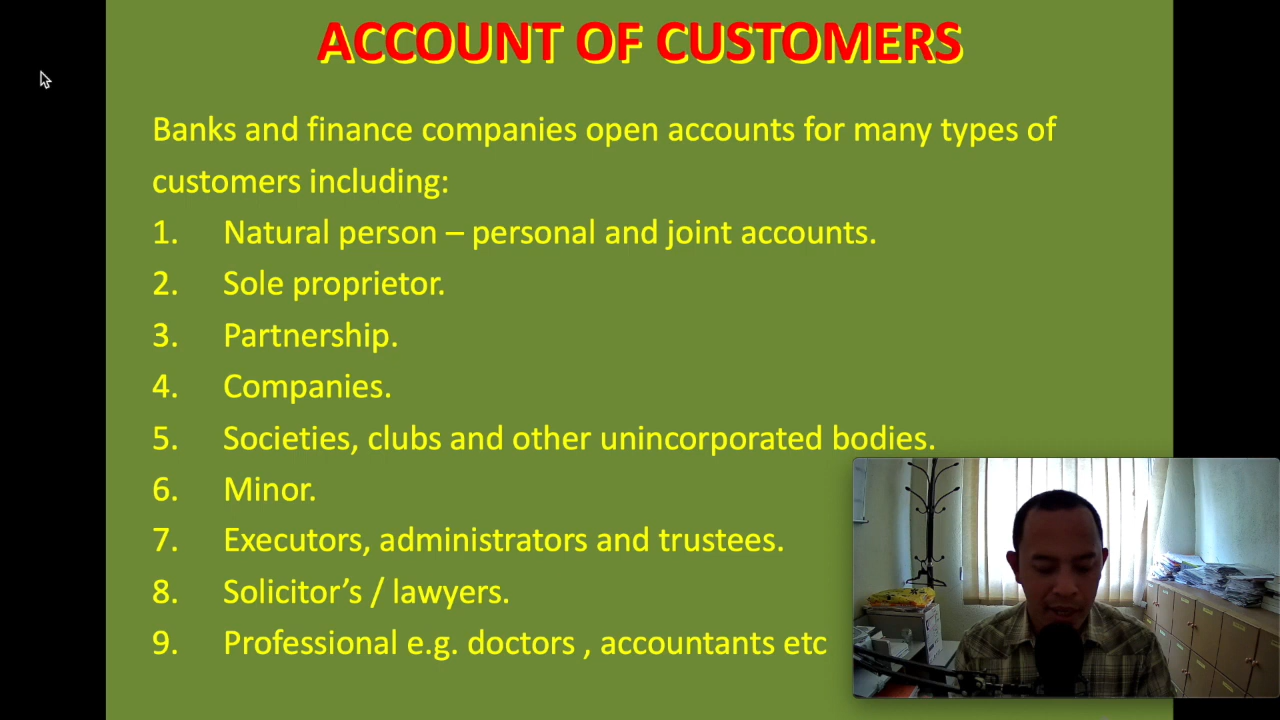 ACCOUNT OF CUSTOMERS
Banks and finance companies open accounts for many types of
customers including:
1. Natural person – personal and joint accounts.
2. Sole proprietor.
3. Partnership.
4. Companies.
5. Societies, clubs and other unincorporated bodies.
6. Minor.
7. Executors, administrators and trustees.
8. Solicitor’s / lawyers.
9. Professional e.g. doctors , accountants etc